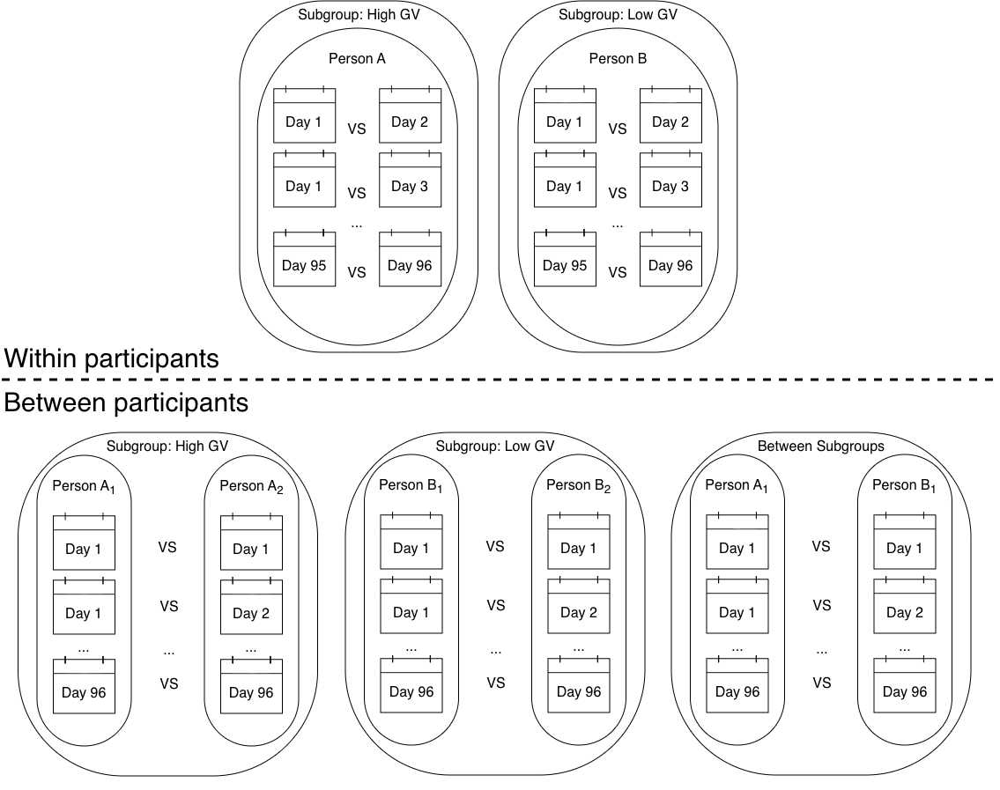 Subgroup: High GV
Person A
Day 1 VS Day 2
Day 1 VS Day 3
...
Day 95 VS Day 96
Subgroup: Low GV
Person B
Day 1 VS Day 2
Day 1 VS Day 3
...
Day 95 VS Day 96
Within participants
Between participants
Subgroup: High GV
Person A1 Person A2
Day 1 VS Day 1
Day 1 VS Day 2
... ... ...
Day 96 VS Day 96
Subgroup: Low GV
Person B1 Person B2
Day 1 VS Day 1
Day 1 VS Day 2
... ... ...
Day 96 VS Day 96
Between Subgroups
Person A1 Person B1
Day 1 VS Day 1
Day 1 VS Day 2
... ... ...
Day 96 VS Day 96